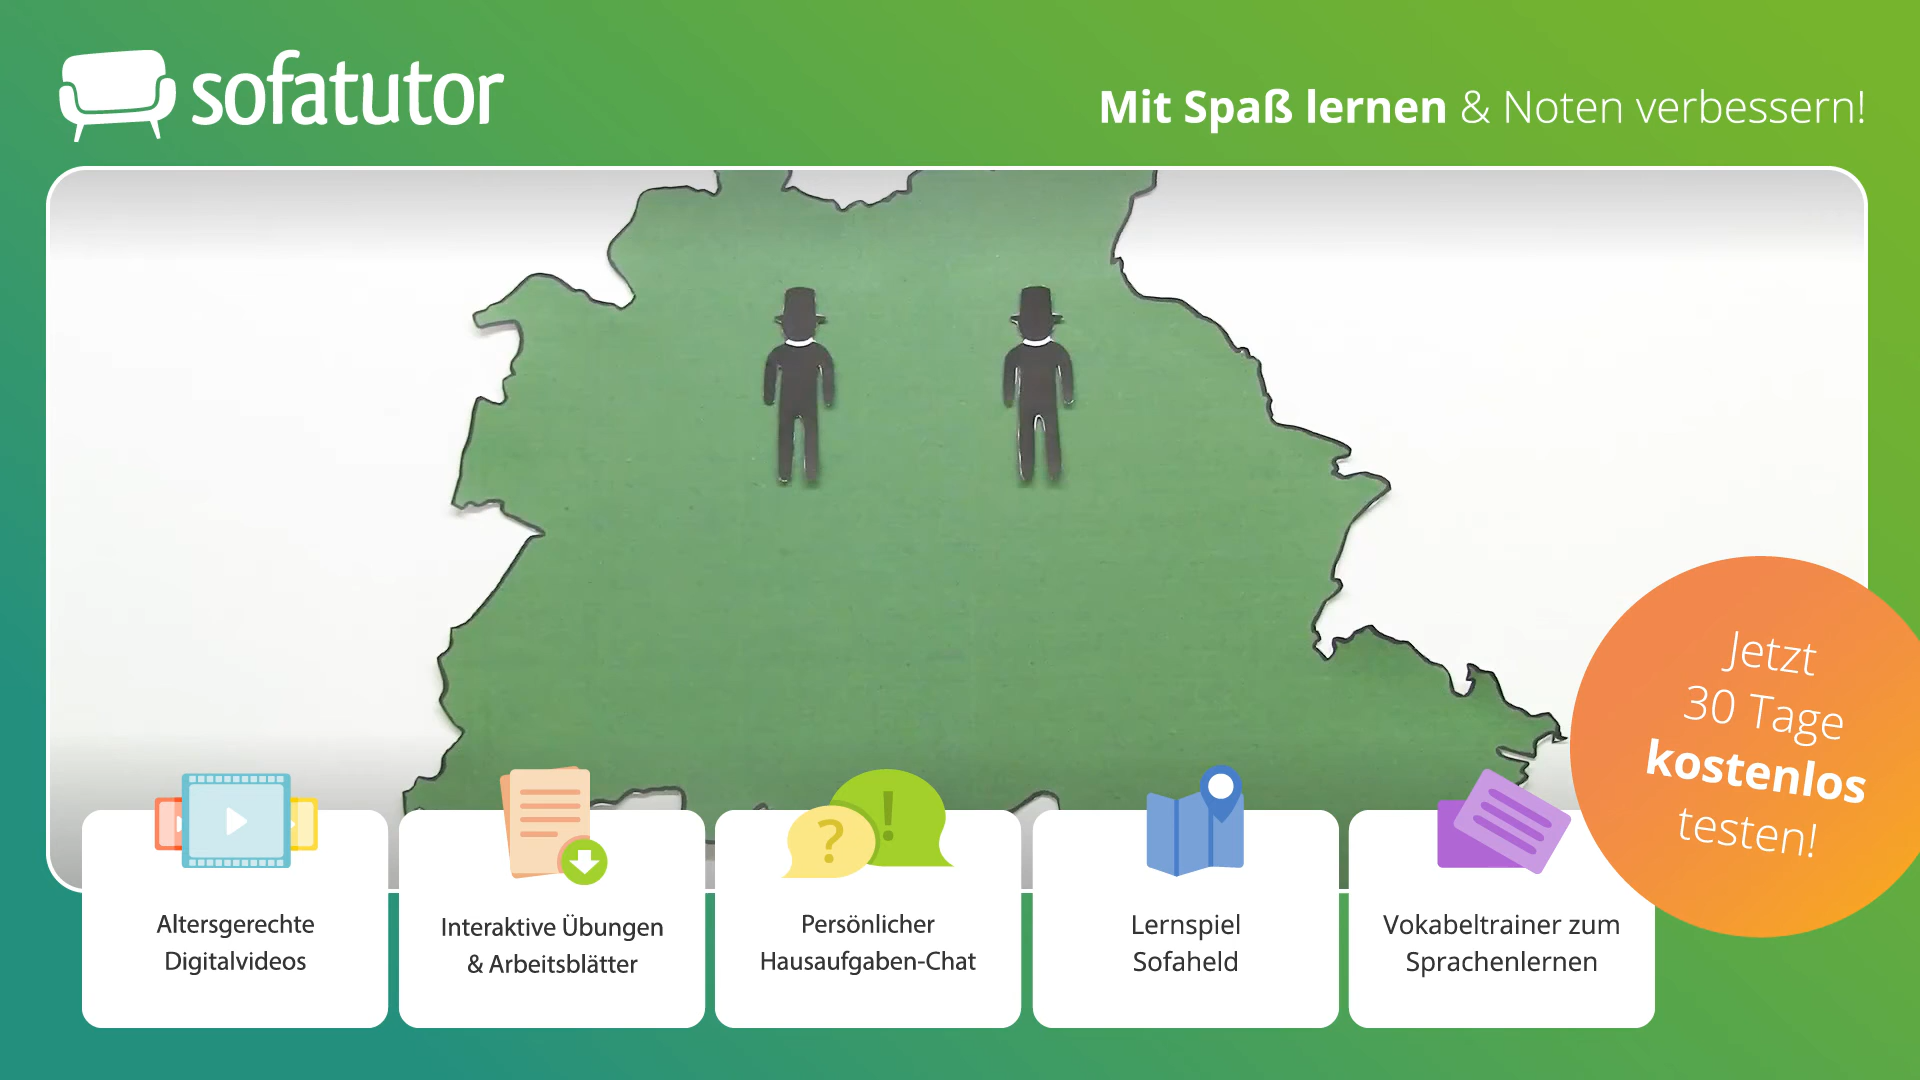 sofatutor
Mit Spaß lernen & Noten verbessern!
Jetzt
30 Tage
kostenlos
testen!
Altersgerechte
Digitalvideos
Interaktive Übungen
& Arbeitsblätter
Persönlicher
Hausaufgaben-Chat
Lernspiel
Sofaheld
Vokabeltrainer zum
Sprachenlernen